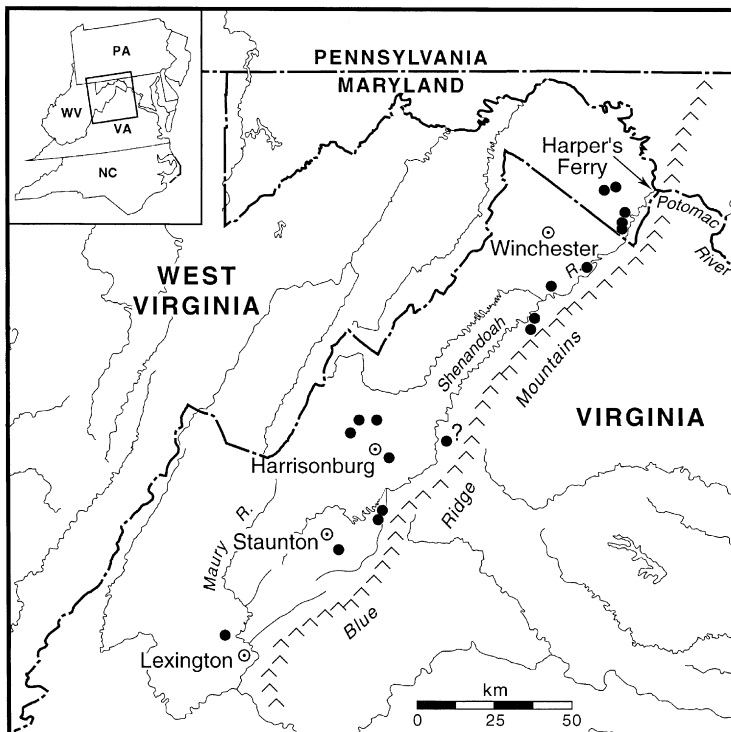 PA
WV
VA
NC
PENNSYLVANIA
MARYLAND
Harper's
Ferry
Potomac
River
Winchester
WEST
VIRGINIA
R.
Shenandoah
Mountains
VIRGINIA
?
Harrisonburg
Ridge
R.
Staunton
Maury
Blue
Lexington
km
0 25 50